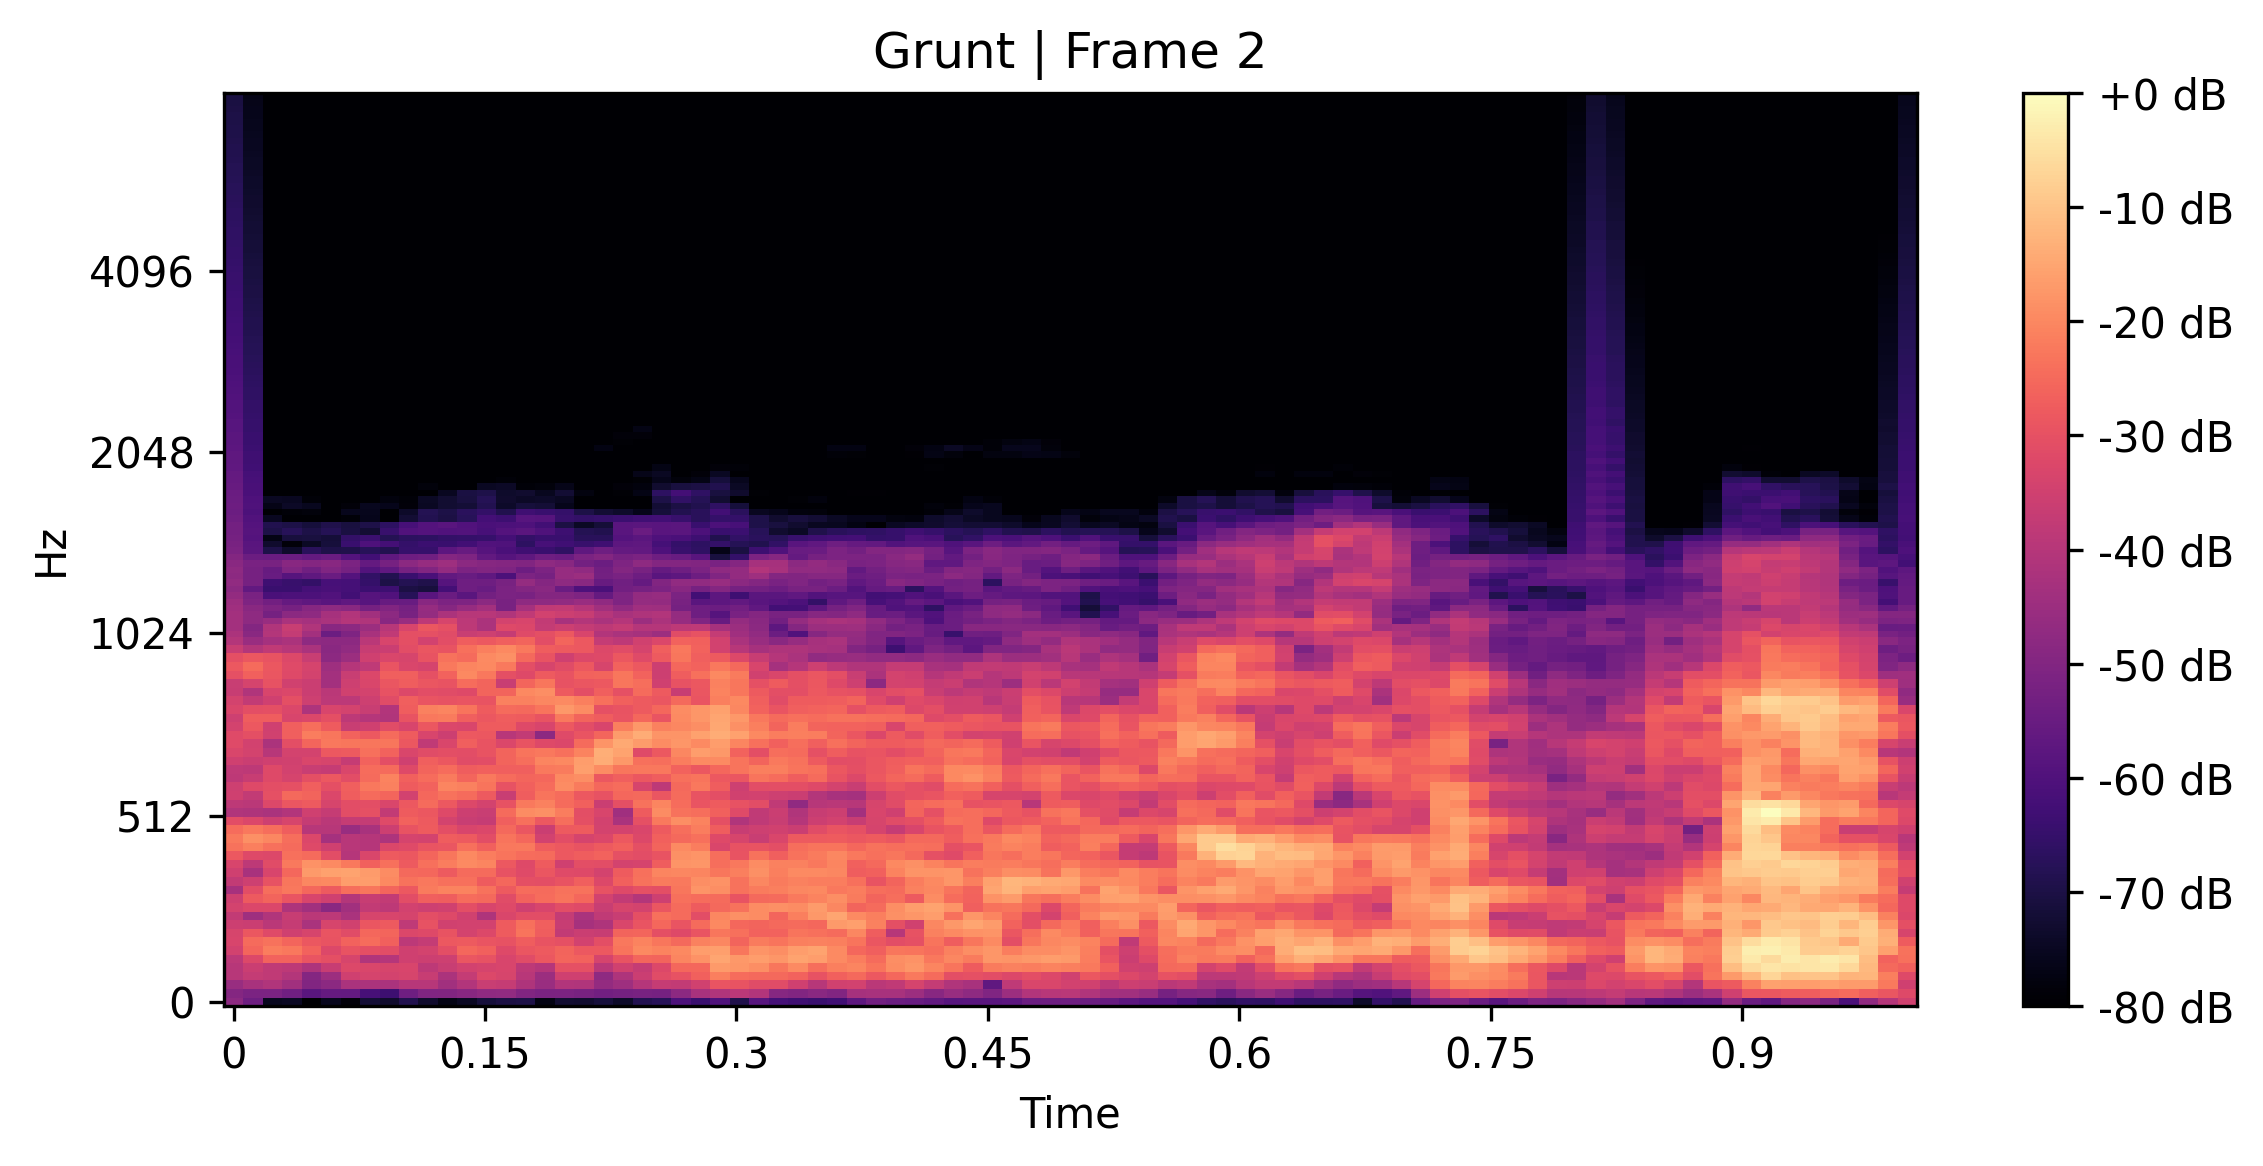 Grunt | Frame 2
+0 dB
-10 dB
-20 dB
-30 dB
-40 dB
-50 dB
-60 dB
-70 dB
-80 dB
Hz
4096
2048
1024
512
0
0 0.15 0.3 0.45 0.6 0.75 0.9
Time